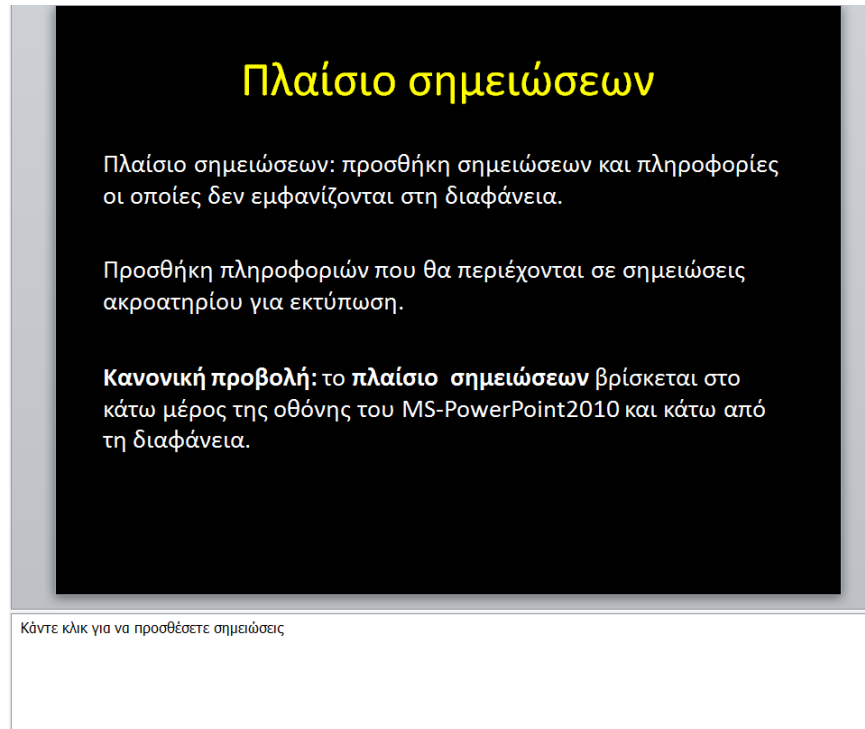 Πλαίσιο σημειώσεων
Πλαίσιο σημειώσεων: προσθήκη σημειώσεων και πληροφορίες
οι οποίες δεν εμφανίζονται στη διαφάνεια.
Προσθήκη πληροφοριών που θα περιέχονται σε σημειώσεις
ακροατηρίου για εκτύπωση.
Κανονική προβολή: το πλαίσιο σημειώσεων βρίσκεται στο
κάτω μέρος της οθόνης του MS-PowerPoint2010 και κάτω από
τη διαφάνεια.
Κάντε κλικ για να προσθέσετε σημειώσεις